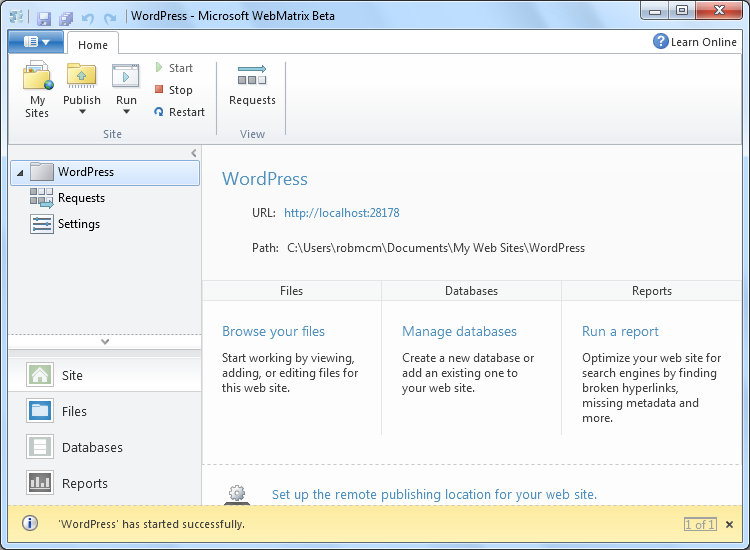 WordPress - Microsoft WebMatrix Beta
Home
Learn Online
My Sites
Publish
Run
Start
Stop
Restart
Requests
Site
View
WordPress
Requests
Settings
Site
Files
Databases
Reports
WordPress
URL: http://localhost:28178
Path: C:\Users\robmcm\Documents\My Web Sites\WordPress
Files
Databases
Reports
Browse your files
Start working by viewing,
adding, or editing files for
this web site.
Manage databases
Create a new database or
add an existing one to
your web site.
Run a report
Optimize your web site for
search engines by finding
broken hyperlinks,
missing metadata and
more.
Set up the remote publishing location for your web site.
'WordPress' has started successfully.
1 of 1